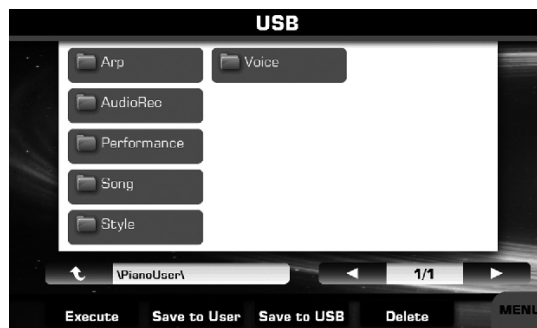 USB
Arp
Voice
AudioRec
Performance
Song
Style
\PianoUser\
1/1
Execute
Save to User
Save to USB
Delete
MENU